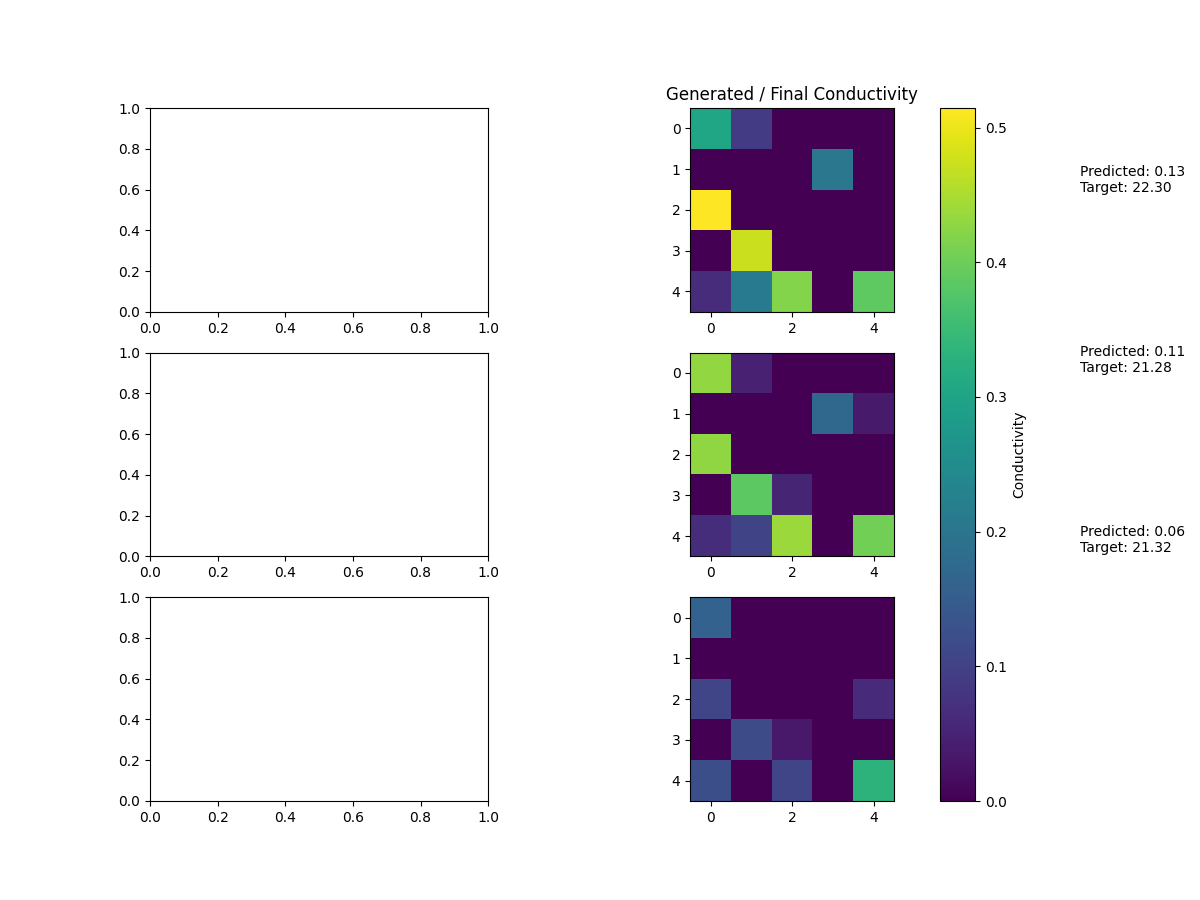 Generated / Final Conductivity
1.0
0.8
0.6
0.4
0.2
0.0
0.0 0.2 0.4 0.6 0.8 1.0
0
1
2
3
4
0 2 4
1.0
0.8
0.6
0.4
0.2
0.0
0.0 0.2 0.4 0.6 0.8 1.0
0
1
2
3
4
0 2 4
1.0
0.8
0.6
0.4
0.2
0.0
0.0 0.2 0.4 0.6 0.8 1.0
0
1
2
3
4
0 2 4
0.5
0.4
0.3
0.2
0.1
0.0
Conductivity
Predicted: 0.13
Target: 22.30
Predicted: 0.11
Target: 21.28
Predicted: 0.06
Target: 21.32